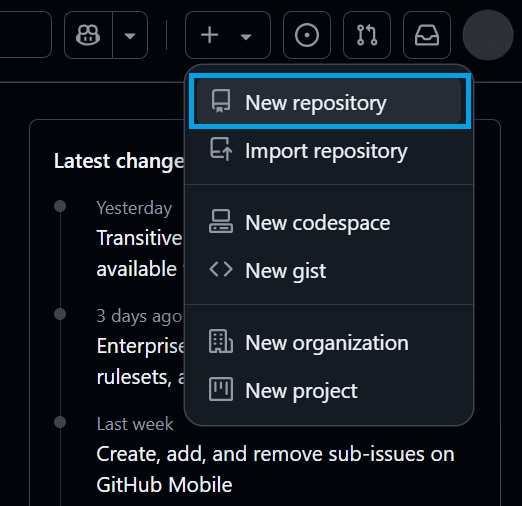 New repository
Import repository
New codespace
New gist
New organization
New project
Latest change
Yesterday
Transitive
available
3 days ago
Enterprise
rulesets,
Last week
Create, add, and remove sub-issues on
GitHub Mobile